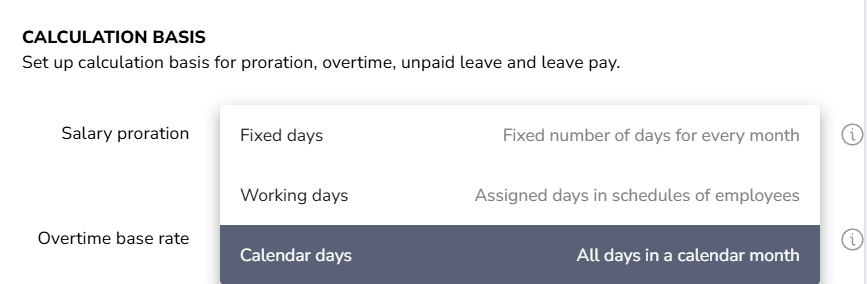 CALCULATION BASIS
Set up calculation basis for proration, overtime, unpaid leave and leave pay.
Salary proration
Fixed days Fixed number of days for every month
Working days Assigned days in schedules of employees
Overtime base rate
Calendar days All days in a calendar month